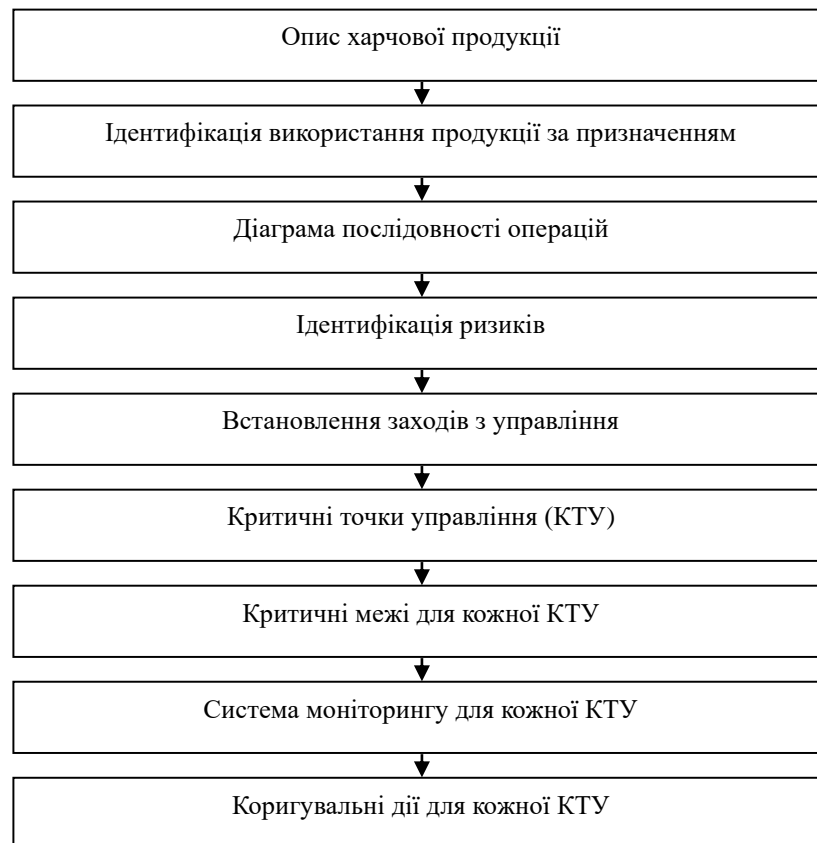 Опис харчової продукції
Ідентифікація використання продукції за призначенням
Діаграма послідовності операцій
Ідентифікація ризиків
Встановлення заходів з управління
Критичні точки управління (КТУ)
Критичні межі для кожної КТУ
Система моніторингу для кожної КТУ
Коригувальні дії для кожної КТУ